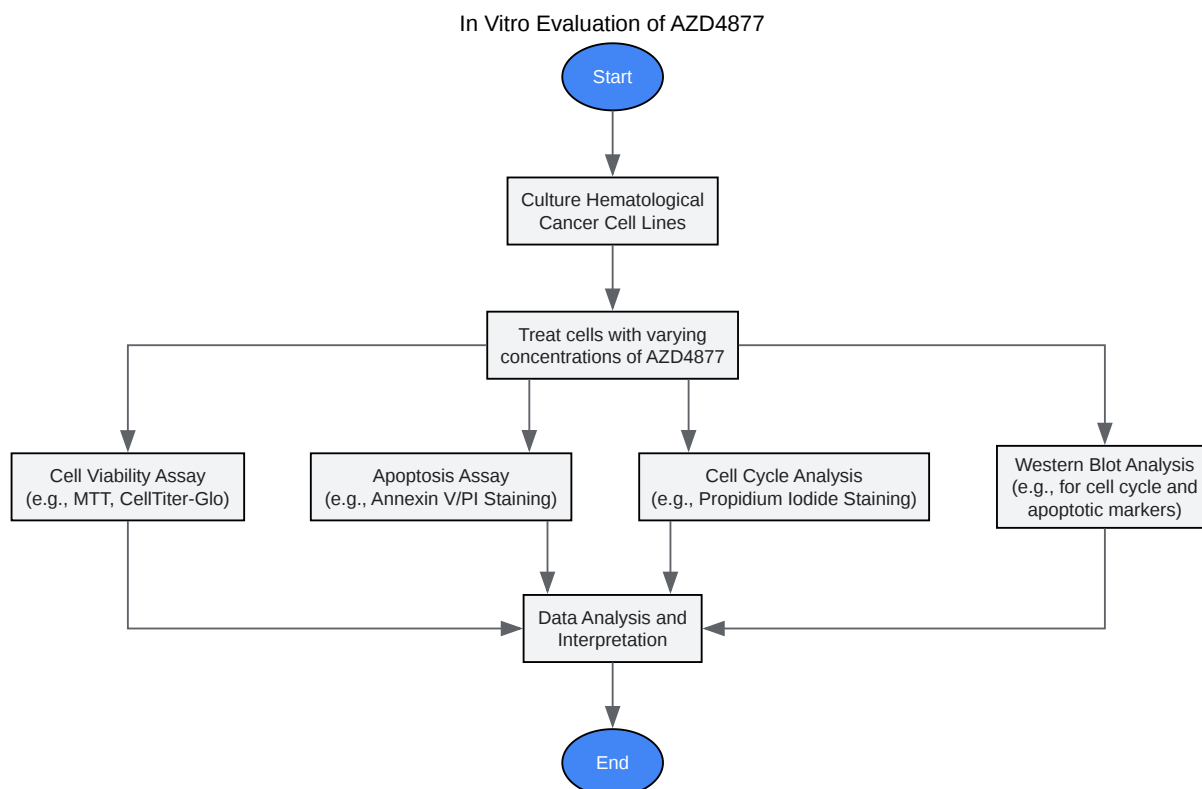 In Vitro Evaluation of AZD4877
Start
Culture Hematological
Cancer Cell Lines
Treat cells with varying
concentrations of AZD4877
Cell Viability Assay
(e.g., MTT, CellTiter-Glo)
Apoptosis Assay
(e.g., Annexin V/PI Staining)
Cell Cycle Analysis
(e.g., Propidium Iodide Staining)
Western Blot Analysis
(e.g., for cell cycle and
apoptotic markers)
Data Analysis and
Interpretation
End